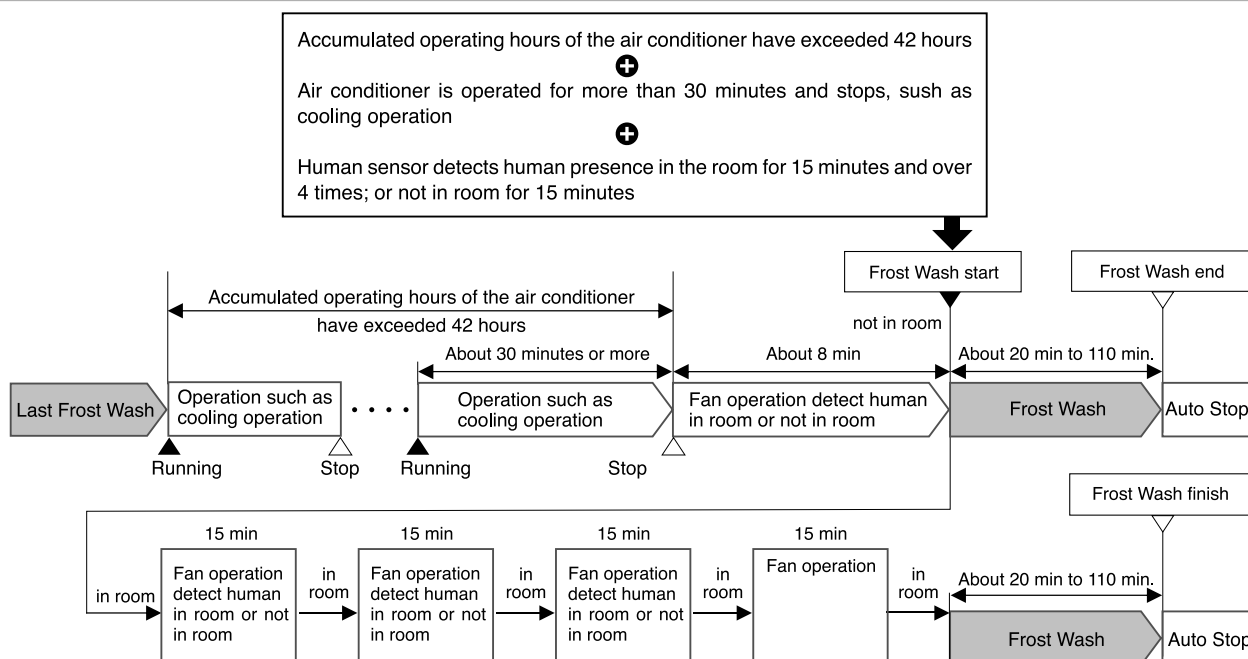 Accumulated operating hours of the air conditioner have exceeded 42 hours
+
Air conditioner is operated for more than 30 minutes and stops, sush as
cooling operation
+
Human sensor detects human presence in the room for 15 minutes and over
4 times; or not in room for 15 minutes
Frost Wash start
Frost Wash end
Accumulated operating hours of the air conditioner
have exceeded 42 hours
not in room
About 30 minutes or more
About 8 min
About 20 min to 110 min.
Last Frost Wash
Operation such as
cooling operation
Operation such as
cooling operation
Fan operation detect human
in room or not in room
Frost Wash
Auto Stop
Running
Stop
Running
Stop
Frost Wash finish
15 min
15 min
15 min
15 min
in room
Fan operation
detect human
in room or not
in room
in
room
Fan operation
detect human
in room or not
in room
in
room
Fan operation
detect human
in room or not
in room
in
room
Fan operation
in
room
About 20 min to 110 min.
Frost Wash
Auto Stop